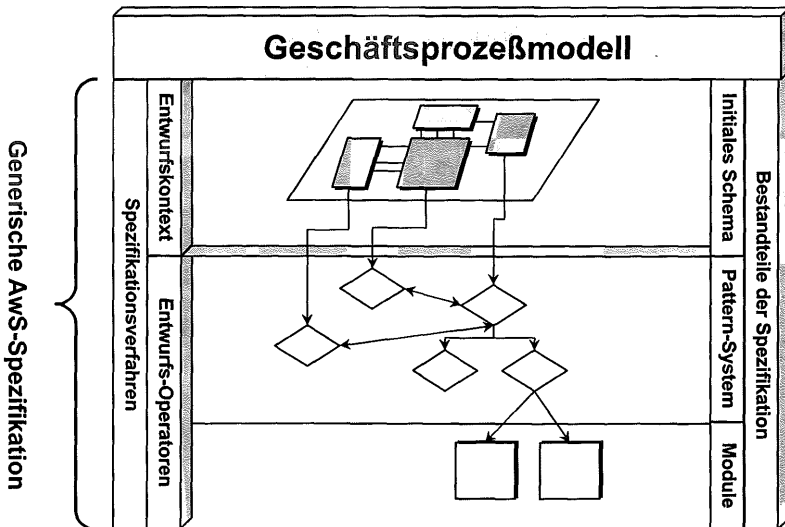 Geschäftsprozeßmodell
Generische AwS-Spezifikation
Spezifikationsverfahren
Entwurfskontext
Entwurfs-Operatoren
Initiales Schema
Pattern-System
Module
Bestandteile der Spezifikation